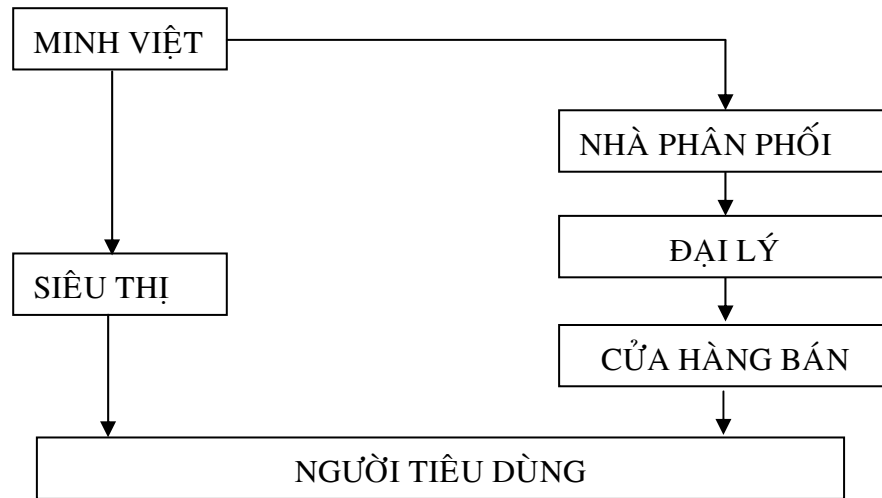 MINH VIỆT
NHÀ PHÂN PHỐI
ĐẠI LÝ
SIÊU THỊ
CỬA HÀNG BÁN
NGƯỜI TIÊU DÙNG